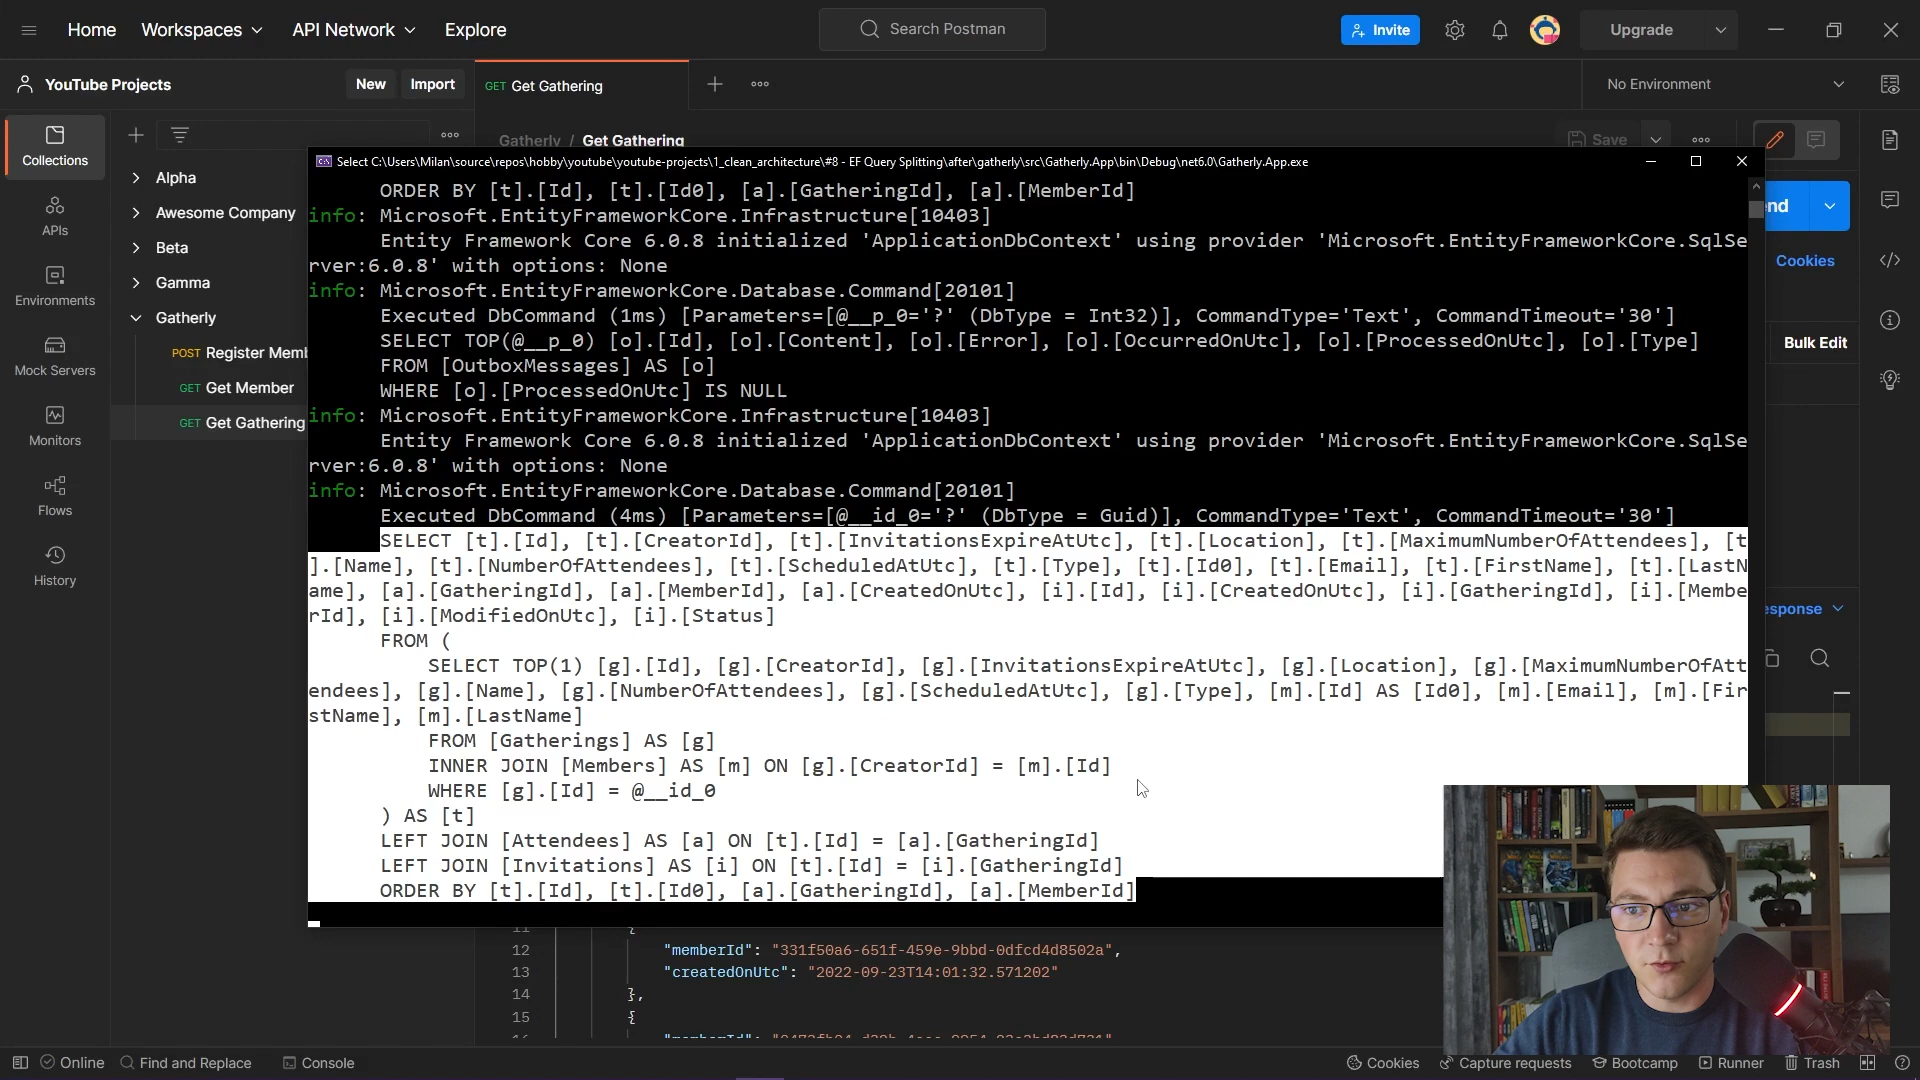 Home
Workspaces
API Network
Explore
Search Postman
Invite
Upgrade
YouTube Projects
New
Import
GET Get Gathering
No Environment
Gatherly / Get Gathering
Save
Collections
APIs
Environments
Mock Servers
Monitors
Flows
History
Alpha
Awesome Company
Beta
Gamma
Gatherly
POST Register Memb
GET Get Member
GET Get Gathering
Select C:\Users\Milan\source\repos\hobby\youtube\youtube-projects\1_clean_architecture\#8 - EF Query Splitting\after\gatherly\src\Gatherly.App\bin\Debug\net6.0\Gatherly.App.exe
ORDER BY [t].[Id], [t].[Id0], [a].[GatheringId], [a].[MemberId]
info: Microsoft.EntityFrameworkCore.Infrastructure[10403]
Entity Framework Core 6.0.8 initialized 'ApplicationDbContext' using provider 'Microsoft.EntityFrameworkCore.SqlSe
rver:6.0.8' with options: None
info: Microsoft.EntityFrameworkCore.Database.Command[20101]
Executed DbCommand (1ms) [Parameters=[@__p_0='?' (DbType = Int32)], CommandType='Text', CommandTimeout='30']
SELECT TOP(@__p_0) [o].[Id], [o].[Content], [o].[Error], [o].[OccurredOnUtc], [o].[ProcessedOnUtc], [o].[Type]
FROM [OutboxMessages] AS [o]
WHERE [o].[ProcessedOnUtc] IS NULL
info: Microsoft.EntityFrameworkCore.Infrastructure[10403]
Entity Framework Core 6.0.8 initialized 'ApplicationDbContext' using provider 'Microsoft.EntityFrameworkCore.SqlSe
rver:6.0.8' with options: None
info: Microsoft.EntityFrameworkCore.Database.Command[20101]
Executed DbCommand (4ms) [Parameters=[@__id_0='?' (DbType = Guid)], CommandType='Text', CommandTimeout='30']
SELECT [t].[Id], [t].[CreatorId], [t].[InvitationsExpireAtUtc], [t].[Location], [t].[MaximumNumberOfAttendees], [t
].[Name], [t].[NumberOfAttendees], [t].[ScheduledAtUtc], [t].[Type], [t].[Id0], [t].[Email], [t].[FirstName], [t].[LastN
ame], [a].[GatheringId], [a].[MemberId], [a].[CreatedOnUtc], [i].[Id], [i].[CreatedOnUtc], [i].[GatheringId], [i].[Membe
rId], [i].[ModifiedOnUtc], [i].[Status]
FROM (
SELECT TOP(1) [g].[Id], [g].[CreatorId], [g].[InvitationsExpireAtUtc], [g].[Location], [g].[MaximumNumberOfAtt
endees], [g].[Name], [g].[NumberOfAttendees], [g].[ScheduledAtUtc], [g].[Type], [m].[Id] AS [Id0], [m].[Email], [m].[Fir
stName], [m].[LastName]
FROM [Gatherings] AS [g]
INNER JOIN [Members] AS [m] ON [g].[CreatorId] = [m].[Id]
WHERE [g].[Id] = @__id_0
) AS [t]
LEFT JOIN [Attendees] AS [a] ON [t].[Id] = [a].[GatheringId]
LEFT JOIN [Invitations] AS [i] ON [t].[Id] = [i].[GatheringId]
ORDER BY [t].[Id], [t].[Id0], [a].[GatheringId], [a].[MemberId]
nd
Cookies
Bulk Edit
esponse
11 {
12 "memberId": "331f50a6-651f-459e-9bbd-0dfcd4d8502a",
13 "createdOnUtc": "2022-09-23T14:01:32.571202"
14 },
15 {
Online
Find and Replace
Console
Cookies
Capture requests
Bootcamp
Runner
Trash